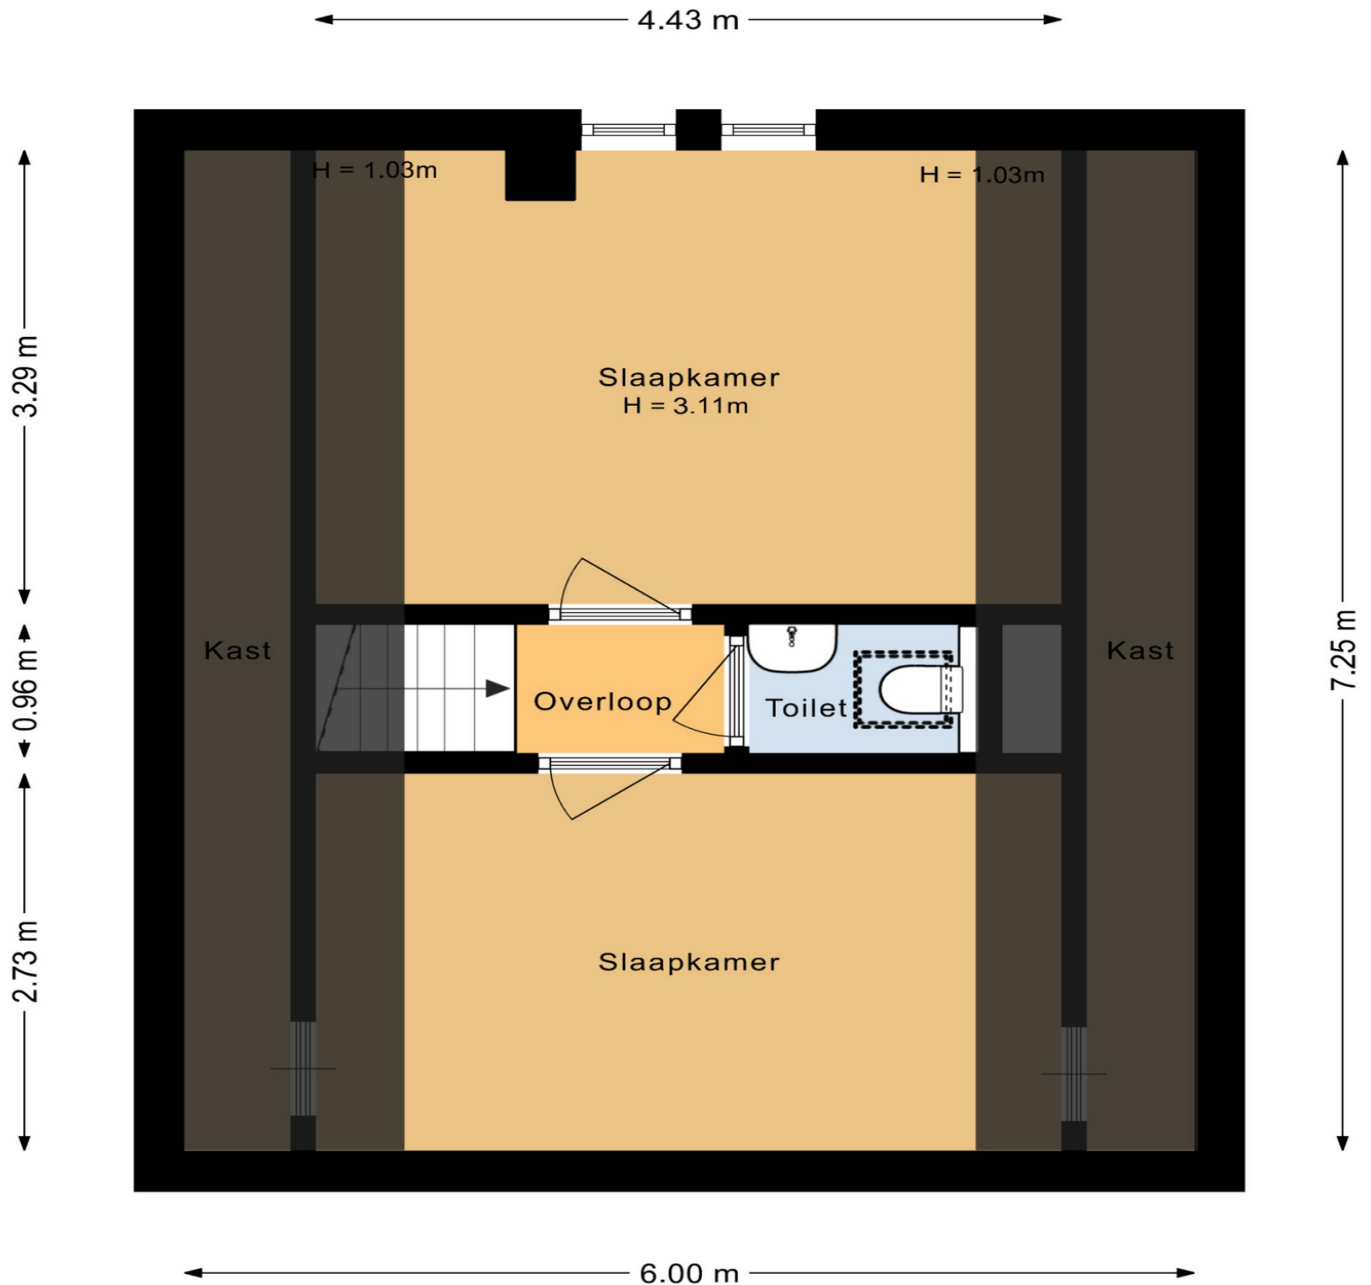 4.43 m
H = 1.03m
H = 1.03m
3.29 m
Slaapkamer
H = 3.11m
Kast
Kast
7.25 m
0.96 m
Overloop
Toilet
2.73 m
Slaapkamer
6.00 m